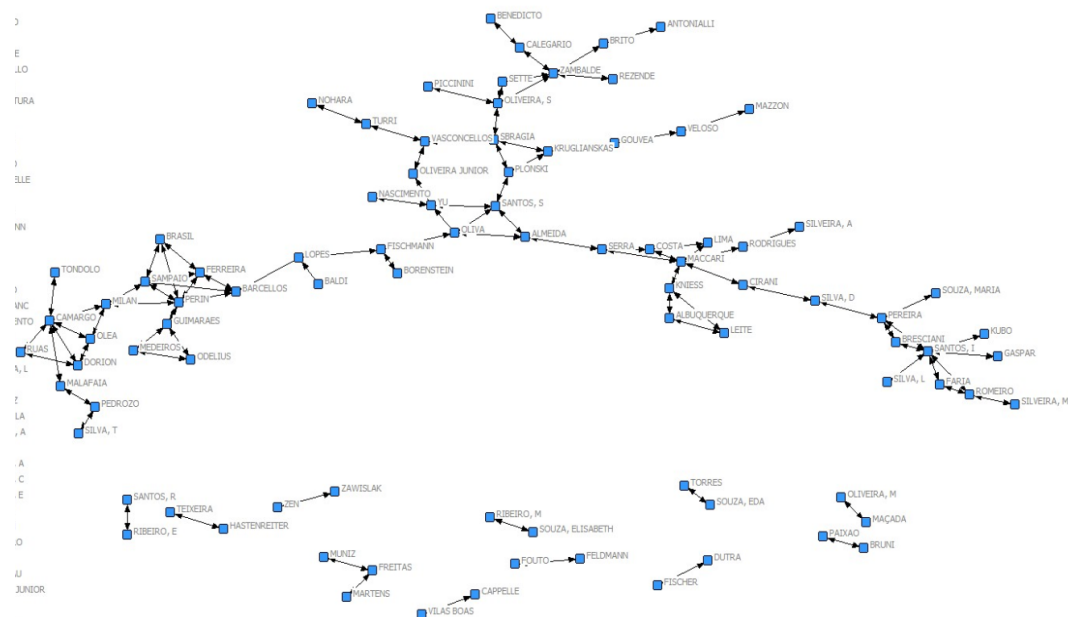 BENEDICTO
ANTONIALLI
CALEGARIO
BRITO
ZAMBALDE
REZENDE
SETTE
PICCININI
OLIVEIRA, S
NOHARA
TURRI
MAZZON
VELOSO
GOUVEA
VASCONCELLOS
SBRAGIA
KRUGLIANSKAS
OLIVEIRA JUNIOR
PLONSKI
NASCIMENTO
YU
SANTOS, S
OLIVA
ALMEIDA
SILVEIRA, A
BRASIL
FISCHMANN
SERRA
COSTA
LIMA
RODRIGUES
LOPES
MACCARI
TONDOLO
SAMPAIO
FERREIRA
BORENSTEIN
BALDI
BARCELLOS
KNIESS
CIRANI
MILAN
PERIN
SILVA, D
SOUZA, MARIA
CAMARGO
GUIMARAES
ALBUQUERQUE
PEREIRA
OLEA
LEITE
KUBO
BRESCIANI
RUAS
MEDEIROS
SANTOS, I
GASPAR
DORION
ODELIUS
MALAFAIA
SILVA, L
FARIA
ROMEIRO
PEDROZO
SILVEIRA, M
SILVA, T
TORRES
SOUZA, EDA
ZAWISLAK
SANTOS, R
ZEN
OLIVEIRA, M
TEIXEIRA
RIBEIRO, M
MAÇADA
HASTENREITER
RIBEIRO, E
SOUZA, ELISABETH
PAIXAO
BRUNI
MUNIZ
FREITAS
FOUTO
FELDMANN
DUTRA
FISCHER
MARTENS
CAPPELLE
VILAS BOAS
JUNIOR